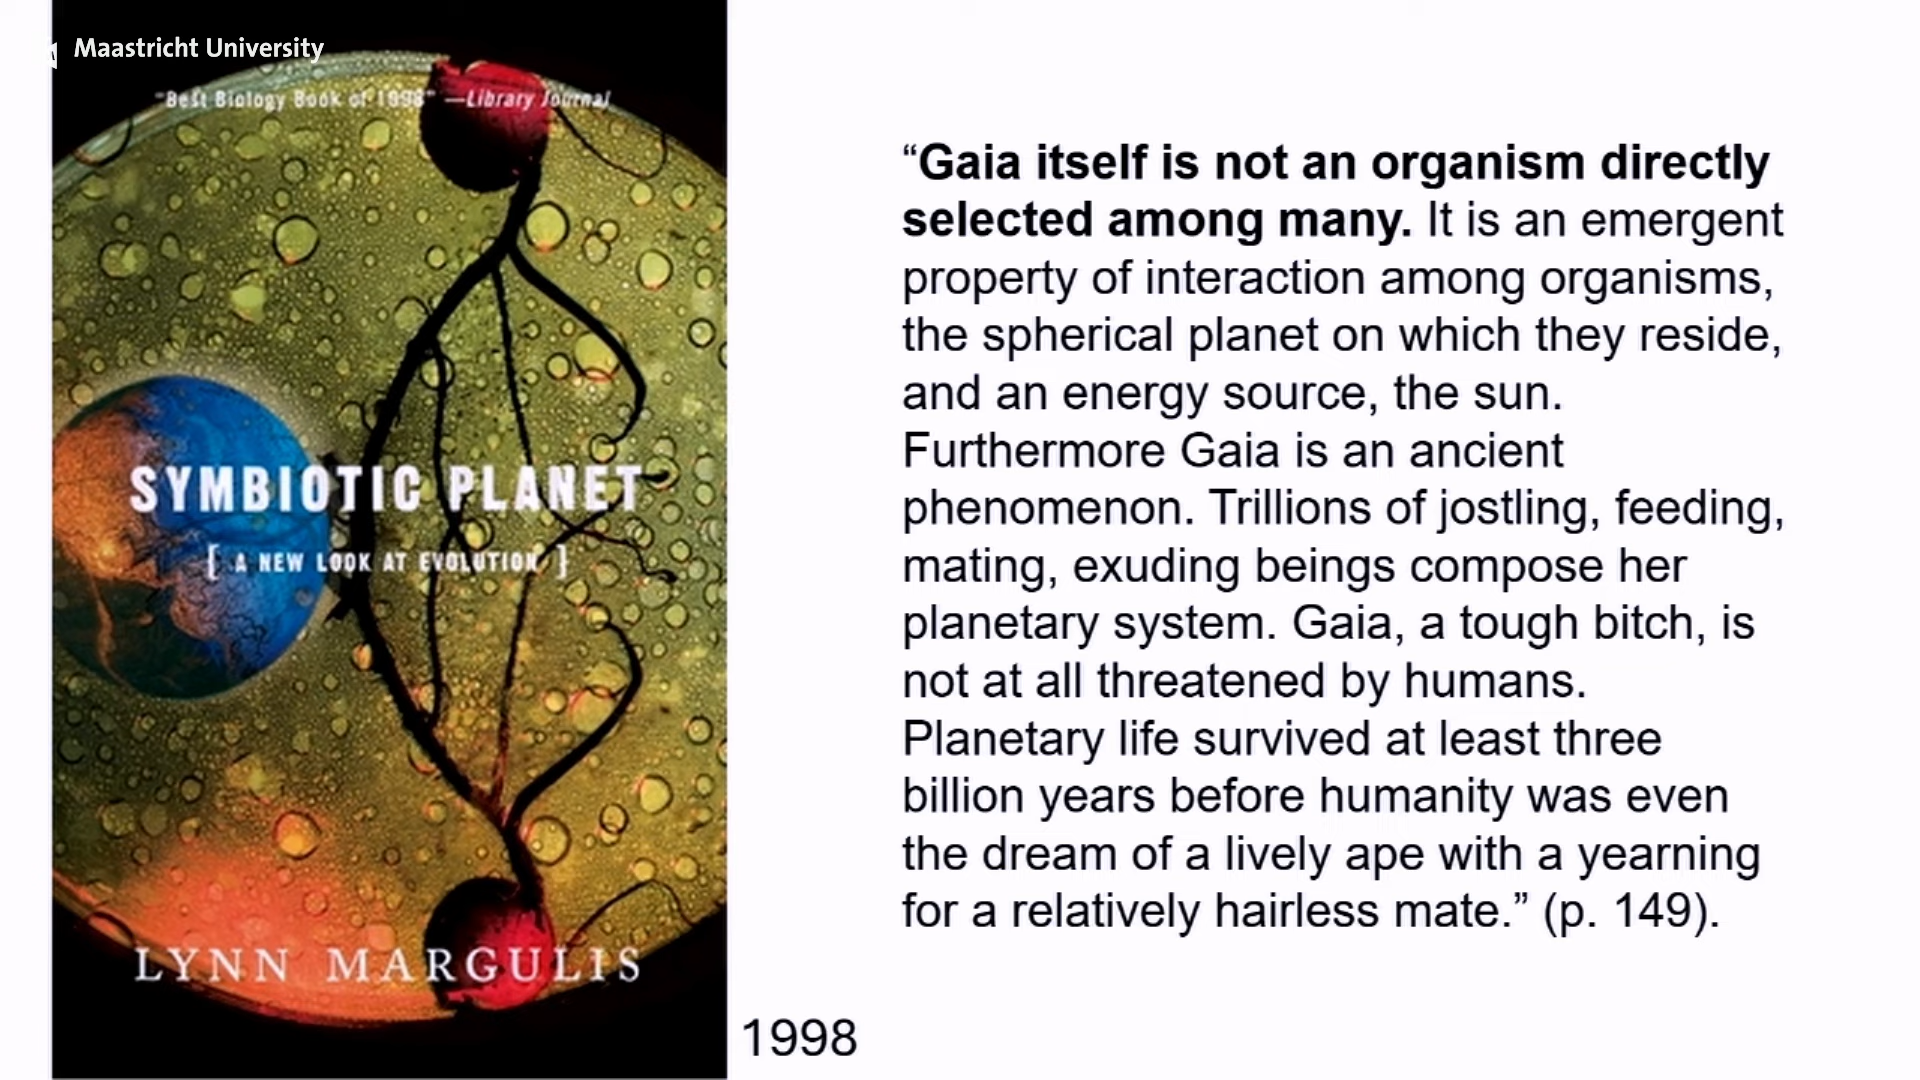 Maastricht University
"Best Biology Book of 1998" —Library Journal
SYMBIOTIC PLANET
[ A NEW LOOK AT EVOLUTION ]
LYNN MARGULIS
1998
“Gaia itself is not an organism directly
selected among many. It is an emergent
property of interaction among organisms,
the spherical planet on which they reside,
and an energy source, the sun.
Furthermore Gaia is an ancient
phenomenon. Trillions of jostling, feeding,
mating, exuding beings compose her
planetary system. Gaia, a tough bitch, is
not at all threatened by humans.
Planetary life survived at least three
billion years before humanity was even
the dream of a lively ape with a yearning
for a relatively hairless mate.” (p. 149).